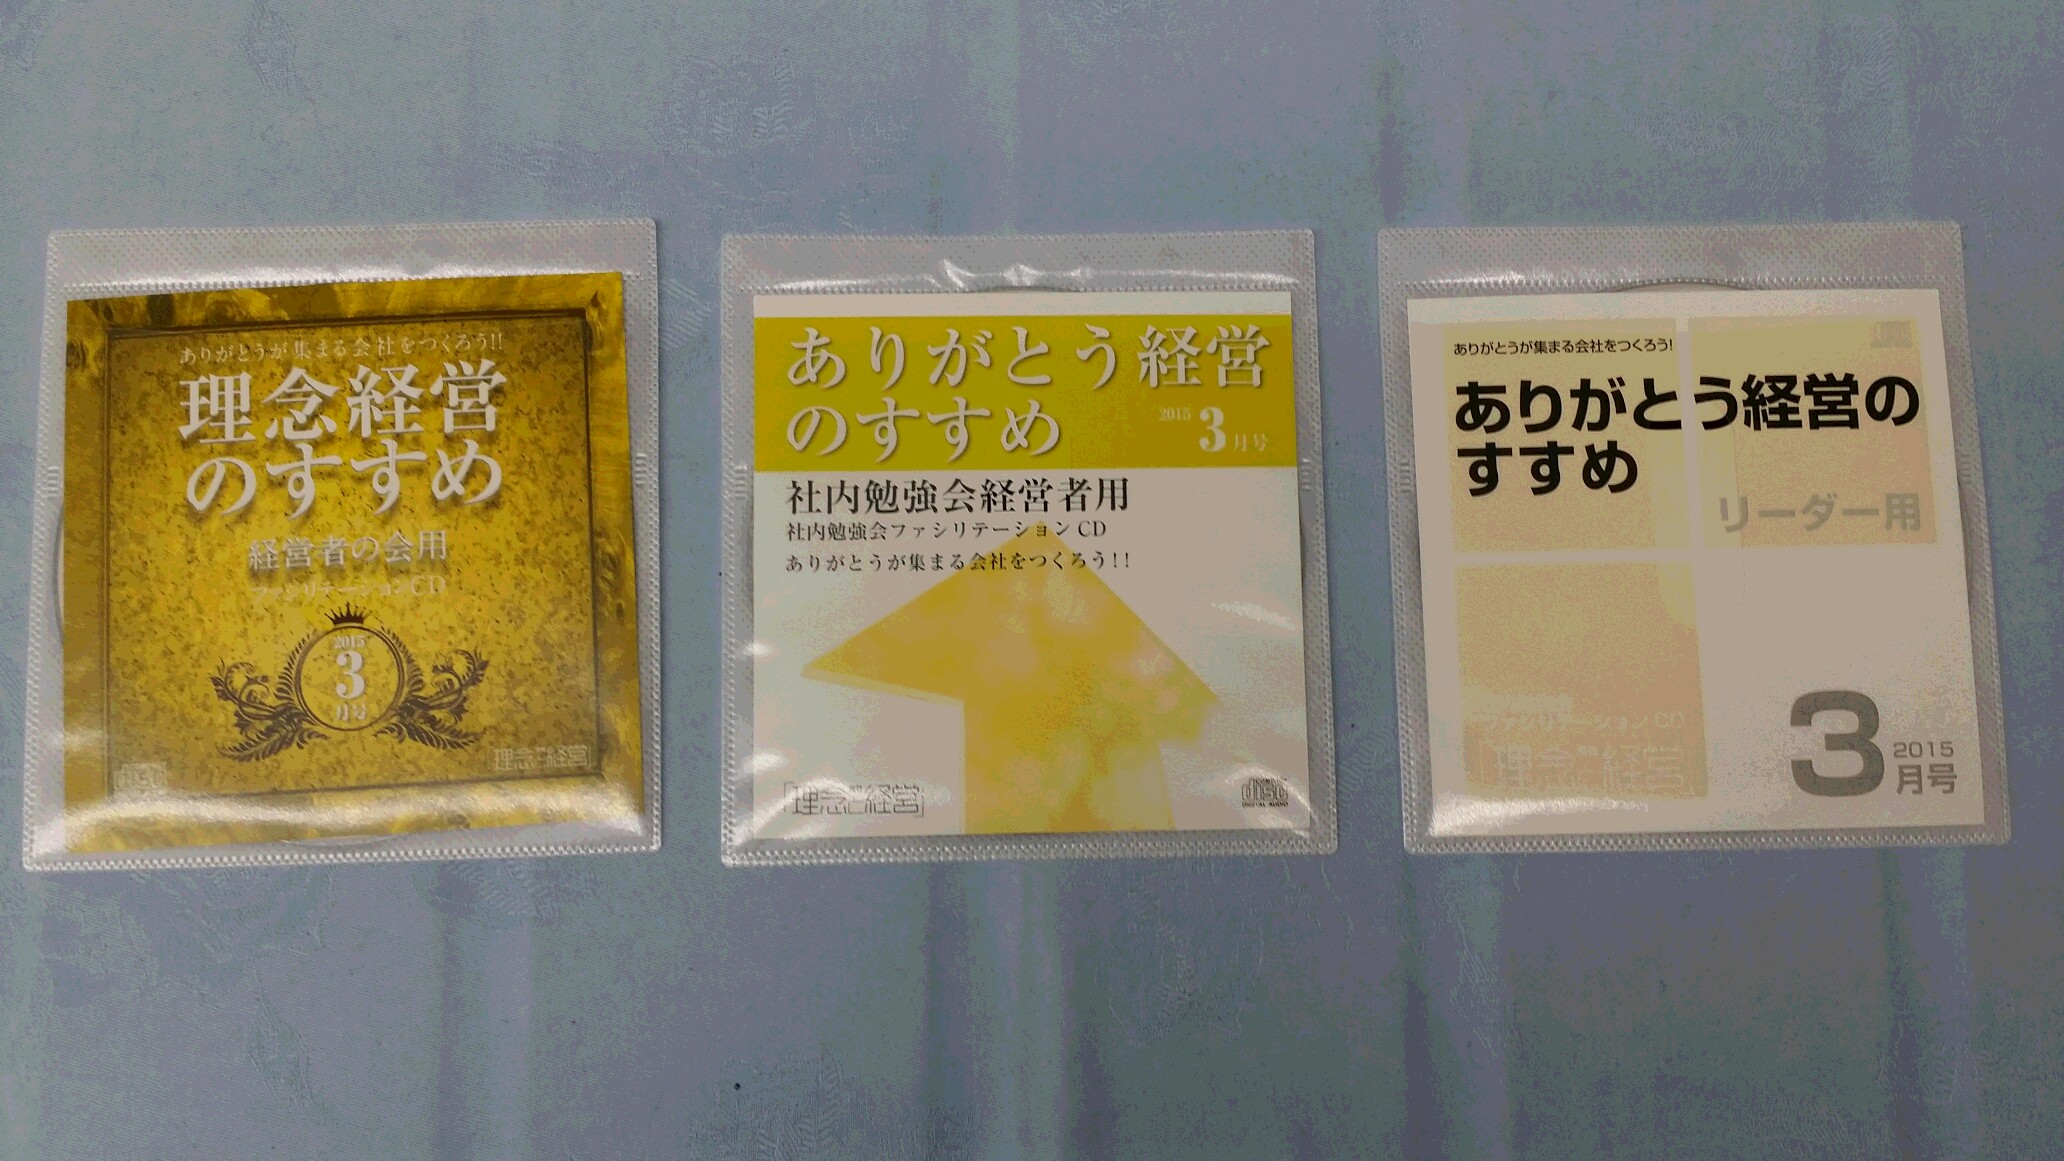 ありがとうが集まる会社をつくろう!!
理念経営
のすすめ
経営者の会用
ファシリテーションCD
2015
3
月号
理念と経営
disc
ありがとう経営
のすすめ
2015
3月号
社内勉強会経営者用
社内勉強会ファシリテーションCD
ありがとうが集まる会社をつくろう!!
理念と経営
COMPACT
disc
DIGITAL AUDIO
ありがとうが集まる会社をつくろう!
ありがとう経営の
すすめ
リーダー用
ファシリテーションCD
理念と経営
3
2015
月号